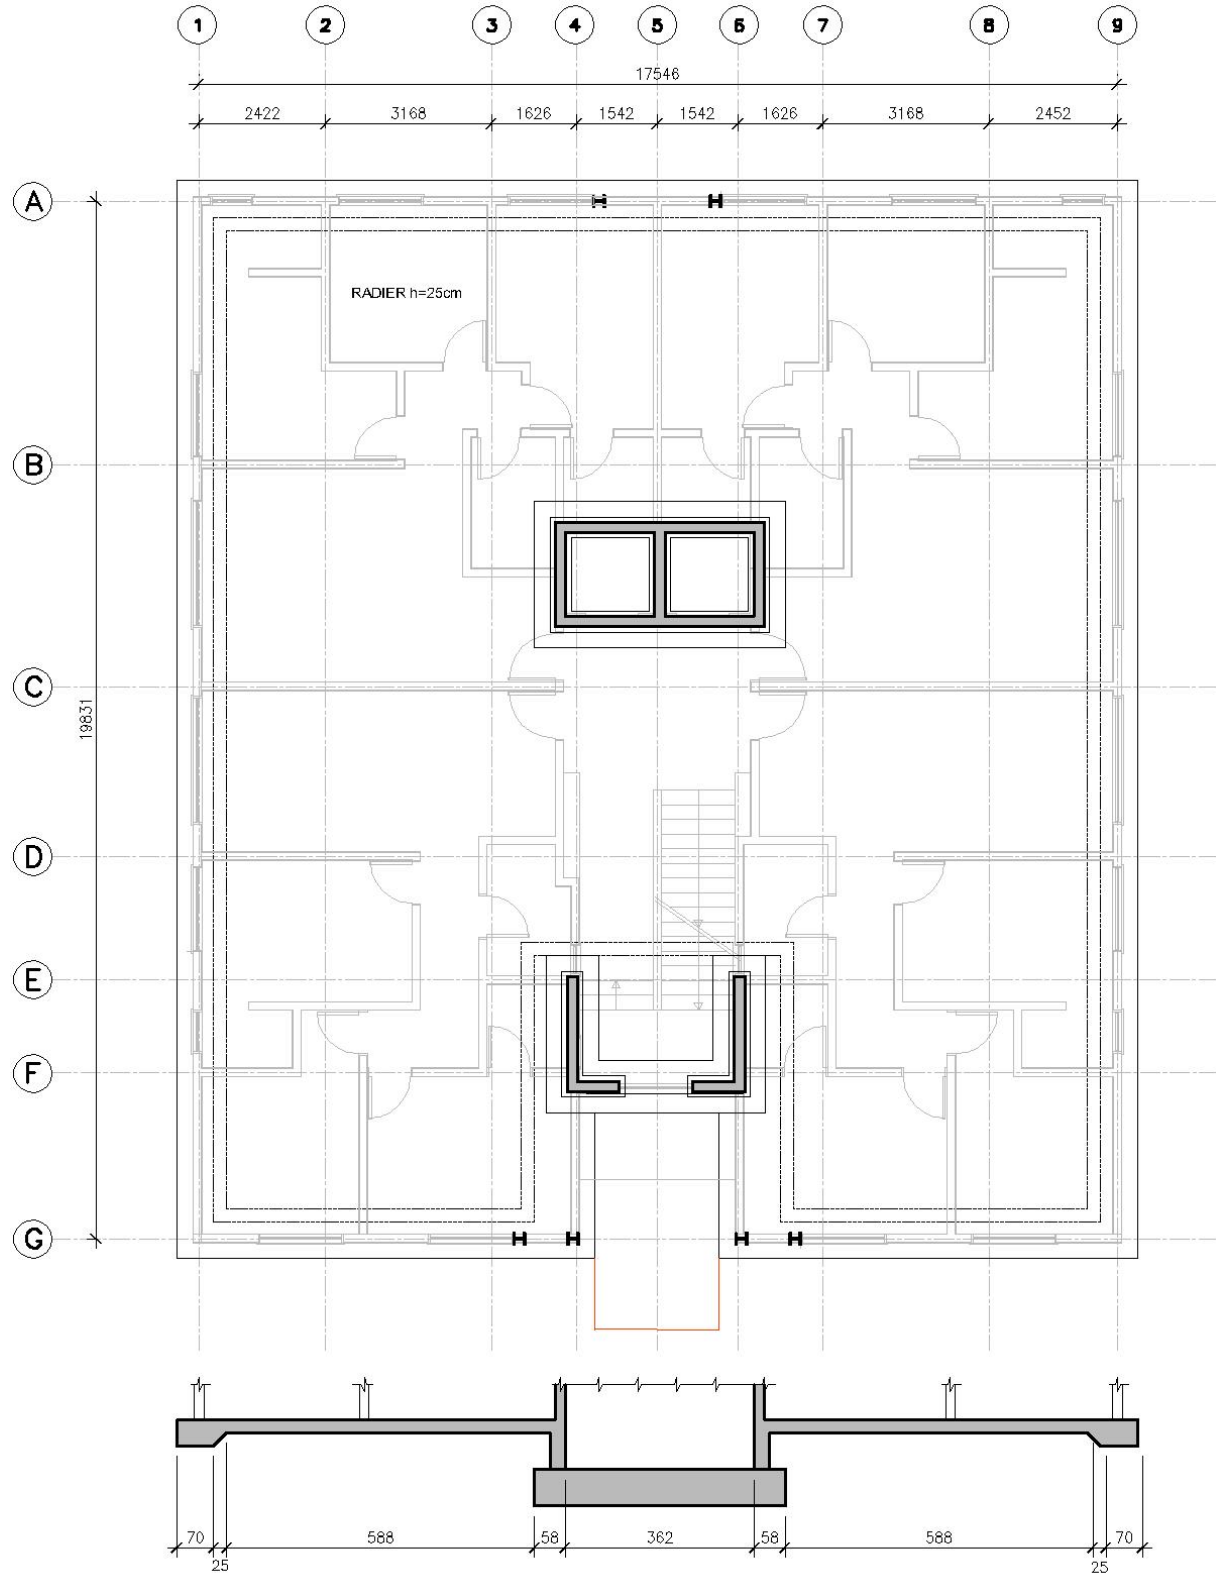 1 2 3 4 5 6 7 8 9
17546
2422 3168 1626 1542 1542 1626 3168 2452
A
RADIER h=25cm
B
C
19831
D
E
F
G
70 588 58 362 58 588 70
25 25